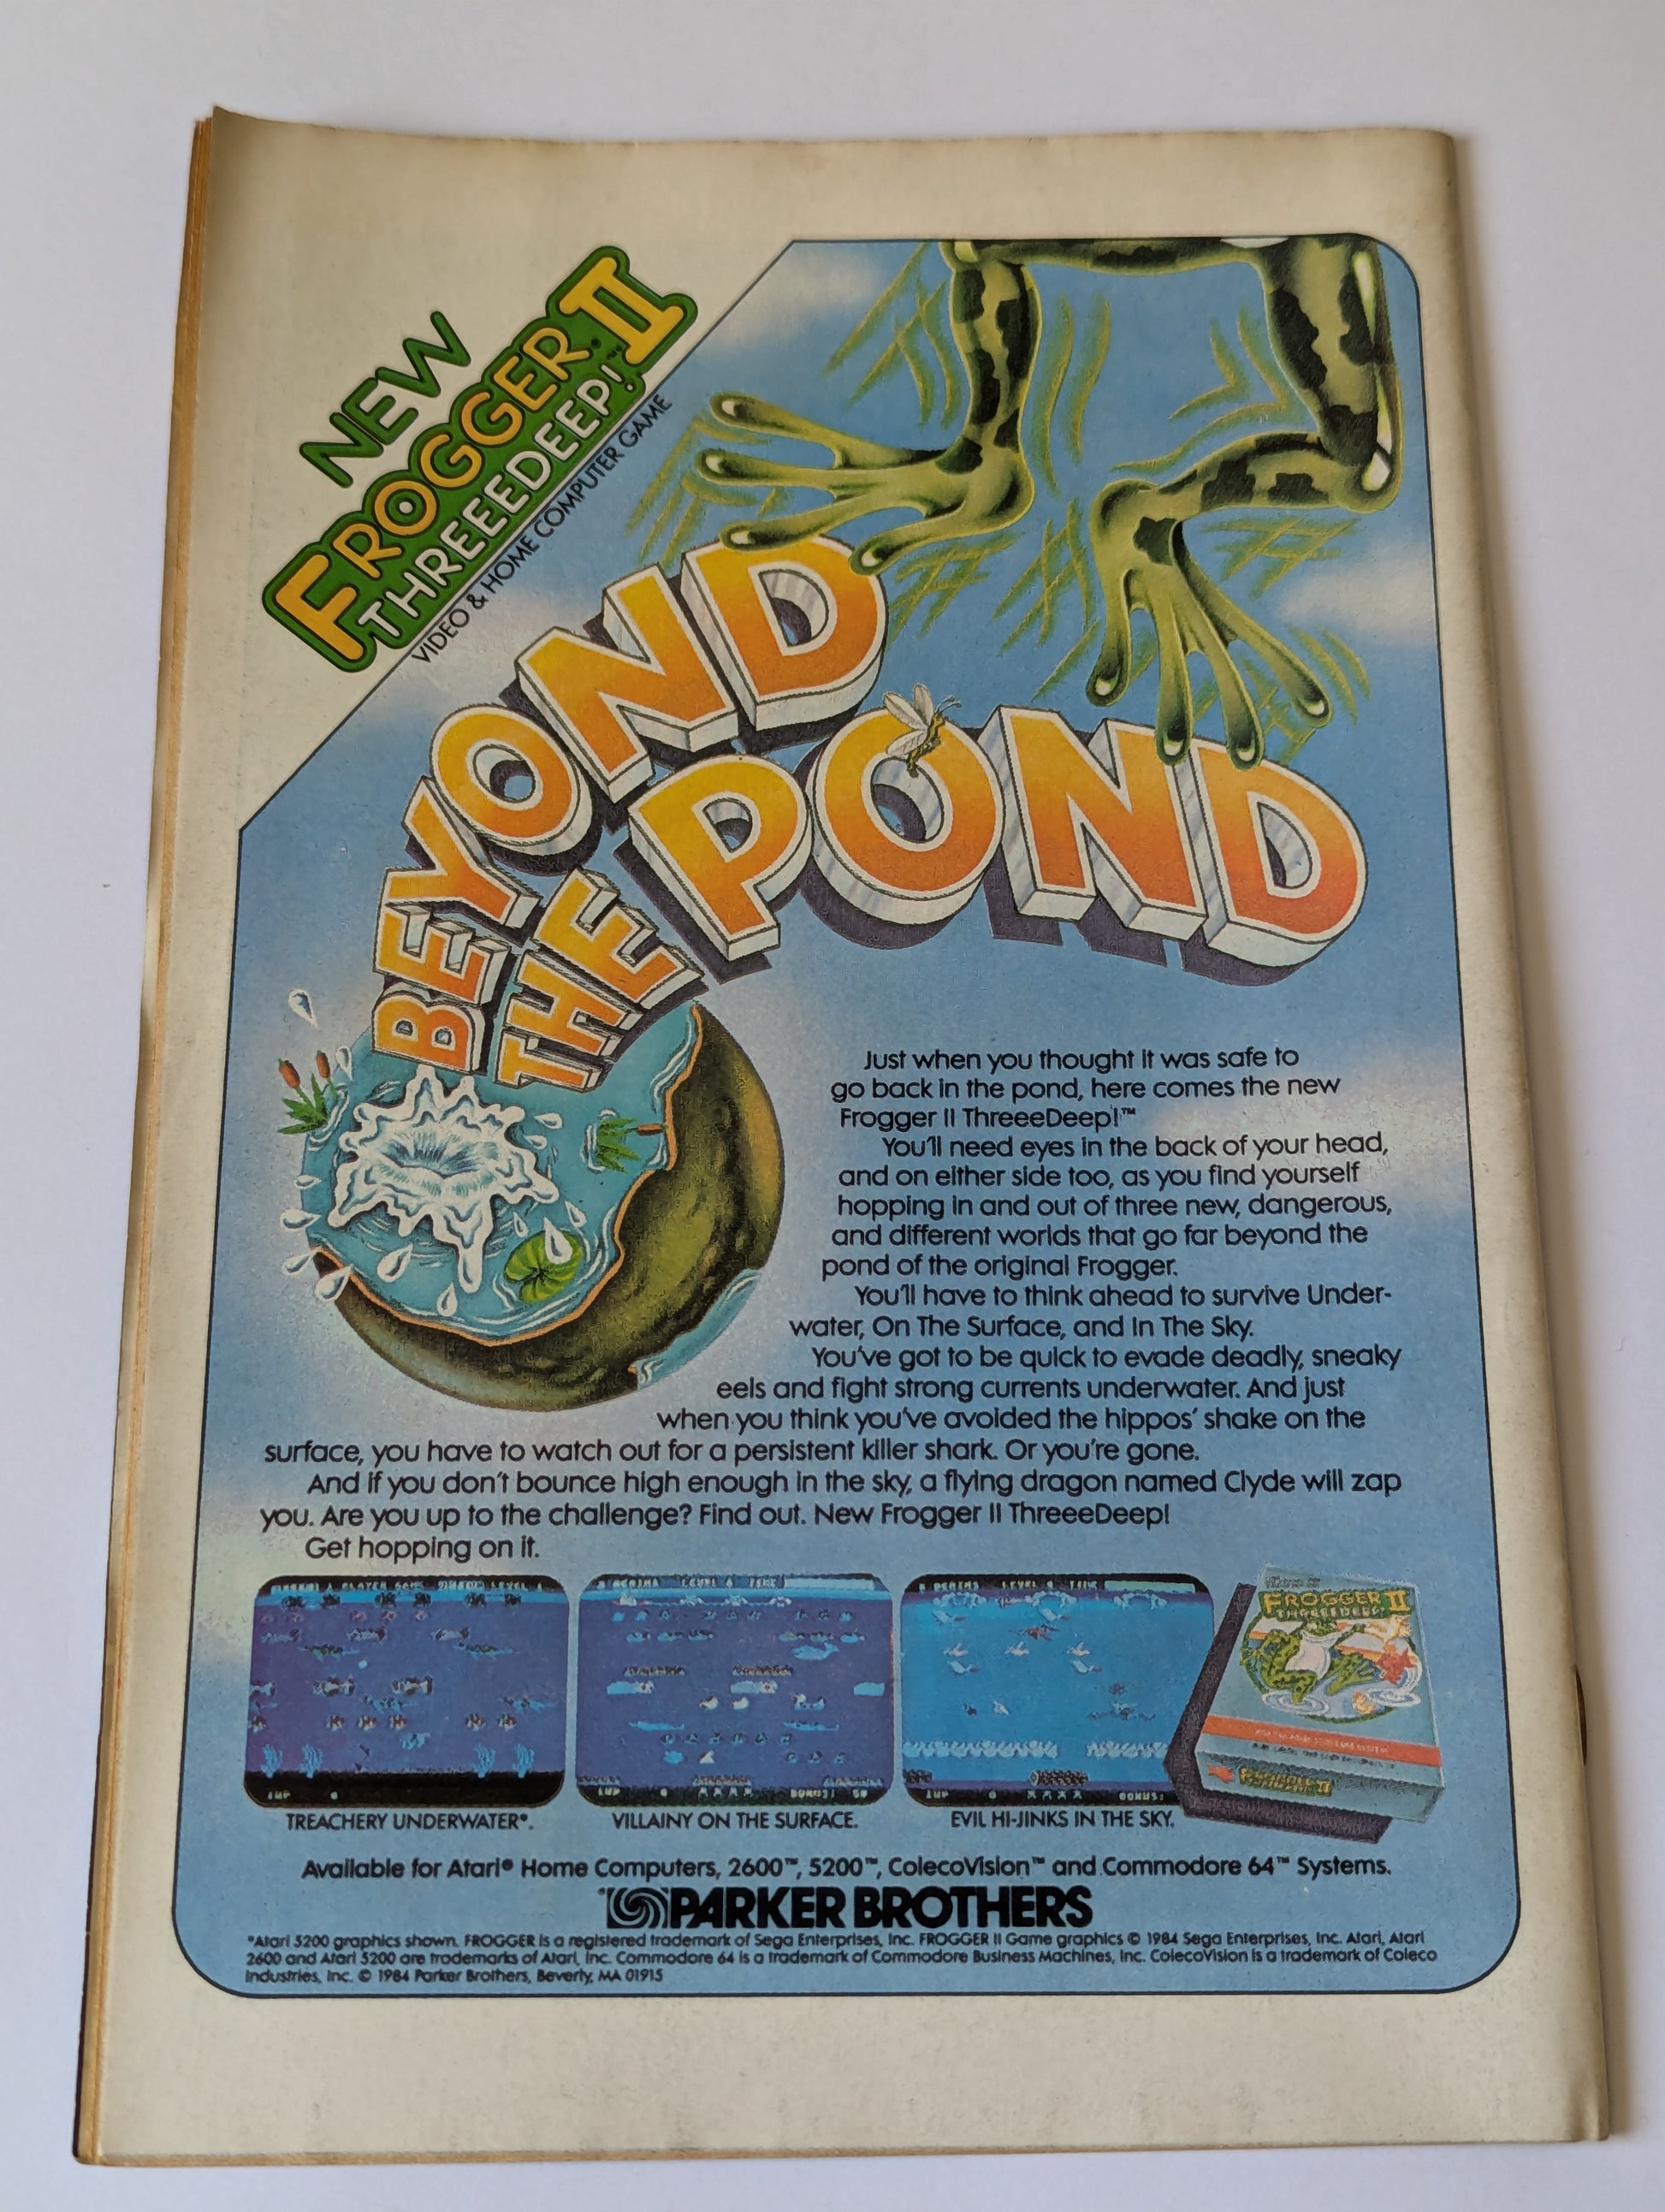 NEW
FROGGER® II
THREEEDEEP!™
VIDEO & HOME COMPUTER GAME
BEYOND
THE POND
Just when you thought it was safe to
go back in the pond, here comes the new
Frogger II ThreeeDeep!™
You'll need eyes in the back of your head,
and on either side too, as you find yourself
hopping in and out of three new, dangerous,
and different worlds that go far beyond the
pond of the original Frogger.
You'll have to think ahead to survive Under-
water, On The Surface, and In The Sky.
You've got to be quick to evade deadly, sneaky
eels and fight strong currents underwater. And just
when you think you've avoided the hippos' shake on the
surface, you have to watch out for a persistent killer shark. Or you're gone.
And if you don't bounce high enough in the sky, a flying dragon named Clyde will zap
you. Are you up to the challenge? Find out. New Frogger II ThreeeDeep!
Get hopping on it.
LEVEL 4 TIME
1UP 0 BONUS: 50
1UP 0 BONUS:
FROGGER II
THREEEDEEP!
TREACHERY UNDERWATER*.
VILLAINY ON THE SURFACE.
EVIL HI-JINKS IN THE SKY.
Available for Atari® Home Computers, 2600™, 5200™, ColecoVision™ and Commodore 64™ Systems.
PARKER BROTHERS
*Atari 5200 graphics shown. FROGGER is a registered trademark of Sega Enterprises, Inc. FROGGER II Game graphics © 1984 Sega Enterprises, Inc. Atari, Atari
2600 and Atari 5200 are trademarks of Atari, Inc. Commodore 64 is a trademark of Commodore Business Machines, Inc. ColecoVision is a trademark of Coleco
Industries, Inc. © 1984 Parker Brothers, Beverly, MA 01915